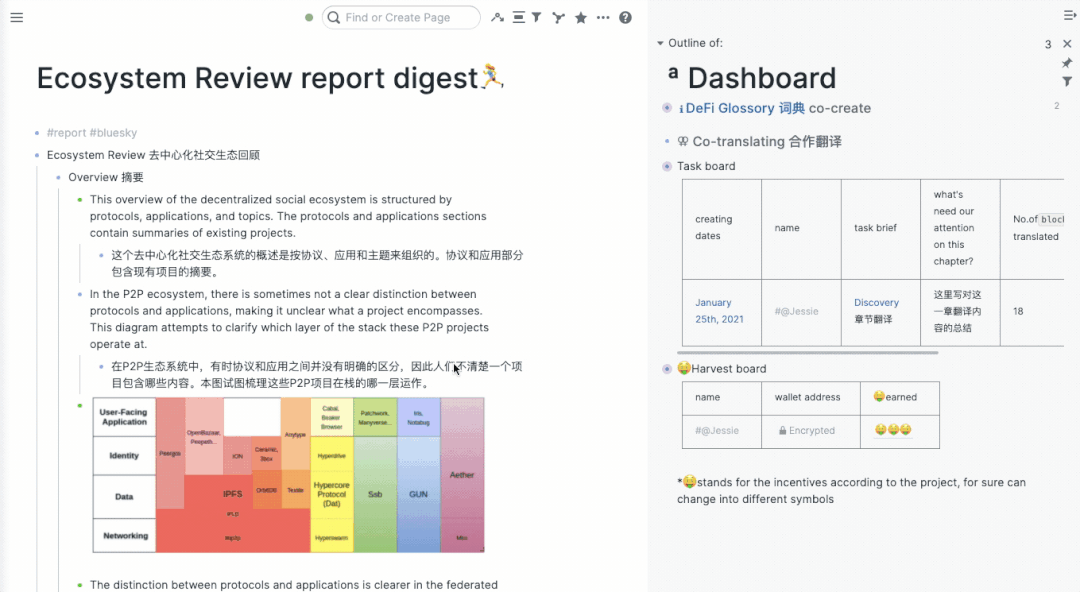 Find or Create Page
Ecosystem Review report digest🏃
#report #bluesky
Ecosystem Review 去中心化社交生态回顾
Overview 摘要
This overview of the decentralized social ecosystem is structured by
protocols, applications, and topics. The protocols and applications sections
contain summaries of existing projects.
这个去中心化社交生态系统的概述是按协议、应用和主题来组织的。协议和应用部分
包含现有项目的摘要。
In the P2P ecosystem, there is sometimes not a clear distinction between
protocols and applications, making it unclear what a project encompasses.
This diagram attempts to clarify which layer of the stack these P2P projects
operate at.
在P2P生态系统中，有时协议和应用之间并没有明确的区分，因此人们不清楚一个项
目包含哪些内容。本图试图梳理这些P2P项目在栈的哪一层运作。
User-Facing
Application
Identity
Data
Networking
Peergos
OpenBazaar,
Peepeth...
ION
Ceramic,
3box
Anytype
IPFS
IPLD
libp2p
OrbitDB
Textile
Cabal,
Beaker
Browser
Hyperdrive
Hypercore
Protocol
(Dat)
Hyperswarm
Patchwork,
Manyverse...
Ssb
Iris,
Notabug
GUN
Aether
Mim
The distinction between protocols and applications is clearer in the federated
Outline of:
3
ª Dashboard
DeFi Glossory 词典 co-create
2
Co-translating 合作翻译
Task board
creating
dates
name
task brief
what's
need our
attention
on this
chapter?
No.of bloc
translated
January
25th, 2021
#@Jessie
Discovery
章节翻译
这里写对这
一章翻译内
容的总结
18
🤑Harvest board
name
wallet address
🤑earned
#@Jessie
Encrypted
🤑🤑🤑
*🤑stands for the incentives according to the project, for sure can
change into different symbols